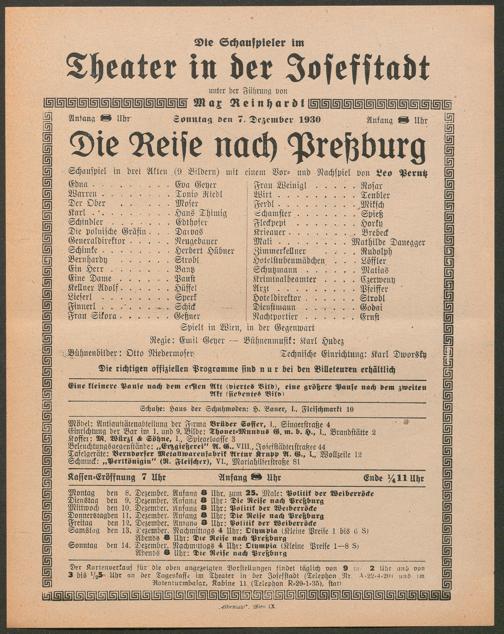 Die Schauspieler im
Theater in der Josefstadt
unter der Führung von
Max Reinhardt
Anfang 8 Uhr Sonntag den 7. Dezember 1930 Anfang 8 Uhr
Die Reise nach Preßburg
Schauspiel in drei Akten (9 Bildern) mit einem Vor- und Nachspiel von Leo Perutz
Edna . . . . . . . Eva Geyer
Warren . . . . . . Tonio Riedl
Der Ober . . . . . Moser
Karl . . . . . . . Hans Thimig
Schindler . . . . . Edthofer
Die polnische Gräfin . . Darvas
Generaldirektor . . . . Neugebauer
Schimke . . . . . . Herbert Hübner
Bernhardy . . . . . Strobl
Ein Herr . . . . . Banz
Eine Dame . . . . .
Kellner Adolf . . . .
Lieserl . . . . . .
Finnerl . . . . . . Schick
Frau Sikora . . . . . Geßner
Frau Weinigl . . . . . Rosar
Wirt . . . . . . . Tendler
Ferdl . . . . . . . Mitsch
Schamster . . . . . Spieß
Fleckpepi . . . . . Horky
Kriegner . . . . . Berbeck
Mali . . . . . Mathilde Danegger
Zimmerkellner . . . . Rudolph
Hotelstubenmädchen . . . Löffler
Schutzmann . . . . . Matias
Kriminalbeamter . . . . Czerweny
Arzt . . . . . . . Pfeiffer
Hoteldirektor . . . . . Strobl
Dienstmann . . . . . Godai
Nachtportier . . . . . Ernst
Spielt in Wien, in der Gegenwart
Regie: Emil Geyer — Bühnenmusik: Karl Hudez
Bühnenbilder: Otto Niedermoser Technische Einrichtung: Karl Dworsky
Die richtigen offiziellen Programme sind nur bei den Billeteuren erhältlich
Eine kleinere Pause nach dem ersten Akt (viertes Bild), eine größere Pause nach dem zweiten
Akt (siebentes Bild)
Schuhe: Haus der Schuhmoden: H. Bauer, I., Fleischmarkt 10
Möbel: Antiquitätenabteilung der Firma Brüder Soffer, I., Singerstraße 4
Einrichtung der Bar im 1. und 9. Bilde: Thonet-Mundus G. m. b. H., I., Brandstätte 2
Koffer: M. Würzl & Söhne, I., Spiegelgasse 3
Beleuchtungsgegenstände: A. G., VIII., Josefstädterstraße 14
Tafelgeräte: Berndorfer Metallwarenfabrik Artur Krupp A. G., I., Wollzeile 12
Schmuck: „Perlkönigin" (R. Fleischer), VI., Mariahilferstraße 81
Kassen-Eröffnung 7 Uhr Anfang 8 Uhr Ende ¼11 Uhr
Montag den 8. Dezember. Anfang 8 Uhr, zum 25. Male: Politik der Weiberröcke
Dienstag den 9. Dezember. Anfang 8 Uhr: Die Reise nach Preßburg
Mittwoch den 10. Dezember. Anfang 8 Uhr: Politik der Weiberröcke
Donnerstag den 11. Dezember. Anfang 8 Uhr: Die Reise nach Preßburg
Freitag den 12. Dezember. Anfang 8 Uhr: Politik der Weiberröcke
Samstag den 13. Dezember. Nachmittags 4 Uhr: Olympia (Kleine Preise 1 bis 6 S)
Abends 8 Uhr: Die Reise nach Preßburg
Sonntag den 14. Dezember. Nachmittags 4 Uhr: Olympia (Kleine Preise 1—8 S)
Abends 8 Uhr: Die Reise nach Preßburg
Der Kartenverkauf für die oben angezeigten Vorstellungen findet täglich von 9 bis 2 Uhr und von
3 bis ½5 Uhr an der Tageskasse im Theater in der Josefstadt (Telephon Nr. A-22-4-20) und im
Rotenturmbazar, Kabine 11 (Telephon R-29-1-35), statt
„Elbemühl", Wien IX.